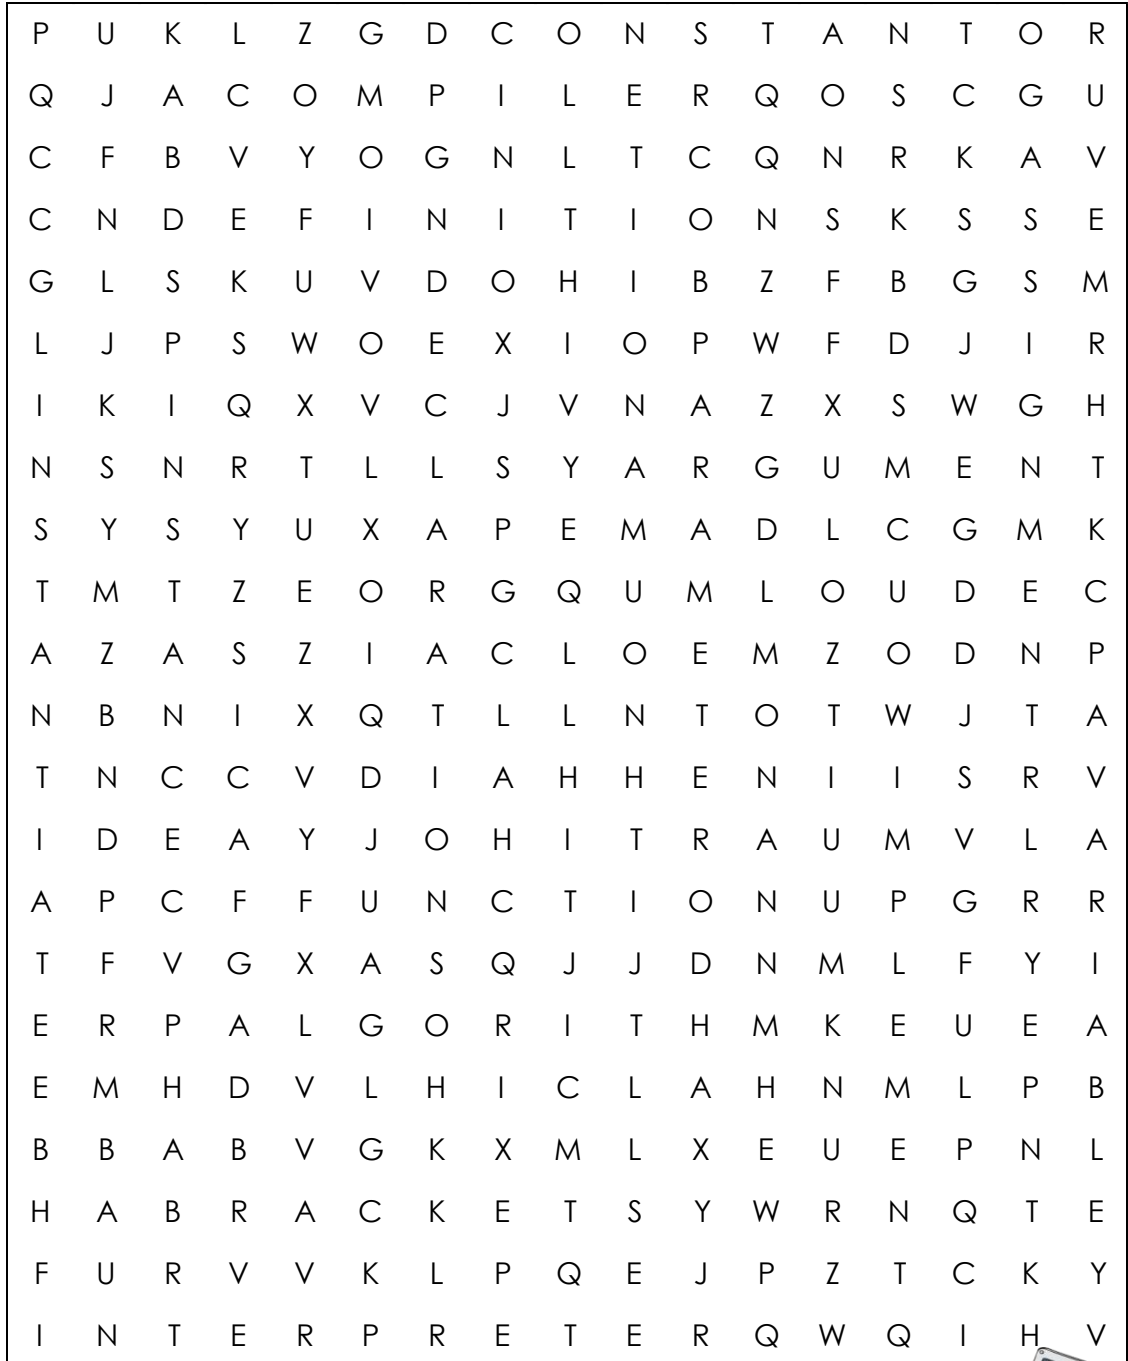 P U K L Z G D C O N S T A N T O R
Q J A C O M P I L E R Q O S C G U
C F B V Y O G N L T C Q N R K A V
C N D E F I N I T I O N S K S S E
G L S K U V D O H I B Z F B G S M
L J P S W O E X I O P W F D J I R
I K I Q X V C J V N A Z X S W G H
N S N R T L L S Y A R G U M E N T
S Y S Y U X A P E M A D L C G M K
T M T Z E O R G Q U M L O U D E C
A Z A S Z I A C L O E M Z O D N P
N B N I X Q T L L N T O T W J T A
T N C C V D I A H H E N I I S R V
I D E A Y J O H I T R A U M V L A
A P C F F U N C T I O N U P G R R
T F V G X A S Q J J D N M L F Y I
E R P A L G O R I T H M K E U E A
E M H D V L H I C L A H N M L P B
B B A B V G K X M L X E U E P N L
H A B R A C K E T S Y W R N Q T E
F U R V V K L P Q E J P Z T C K Y
I N T E R P R E T E R Q W Q I H V